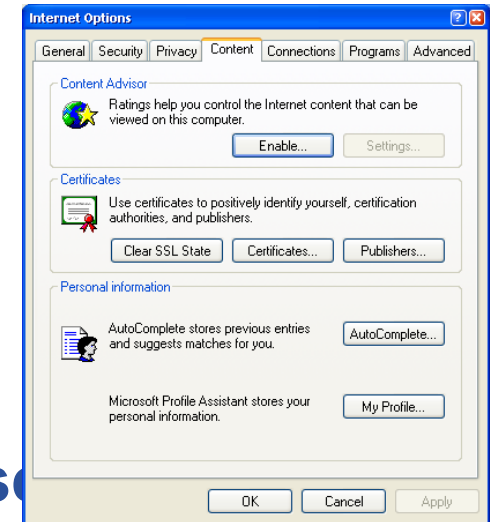 Internet Options
General Security Privacy Content Connections Programs Advanced
Content Advisor
Ratings help you control the Internet content that can be
viewed on this computer.
Enable... Settings...
Certificates
Use certificates to positively identify yourself, certification
authorities, and publishers.
Clear SSL State Certificates... Publishers...
Personal information
AutoComplete stores previous entries
and suggests matches for you.
AutoComplete...
Microsoft Profile Assistant stores your
personal information.
My Profile...
OK Cancel Apply